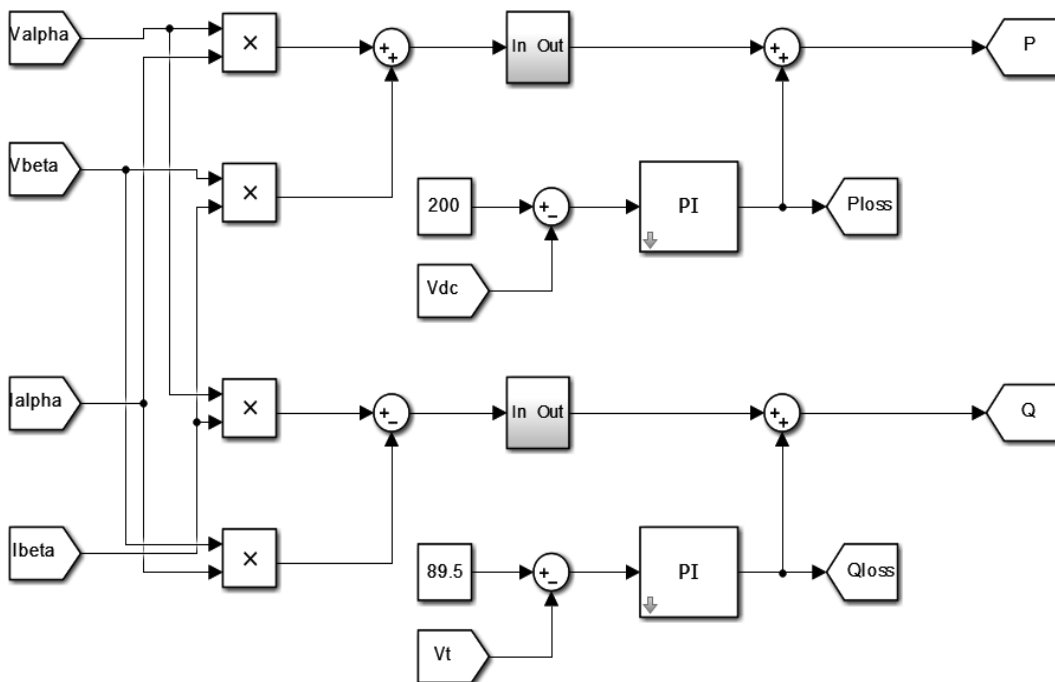 Valpha
×
In Out
P
Vbeta
×
200
PI
Ploss
Vdc
Ialpha
×
In Out
Q
Ibeta
×
89.5
PI
Qloss
Vt